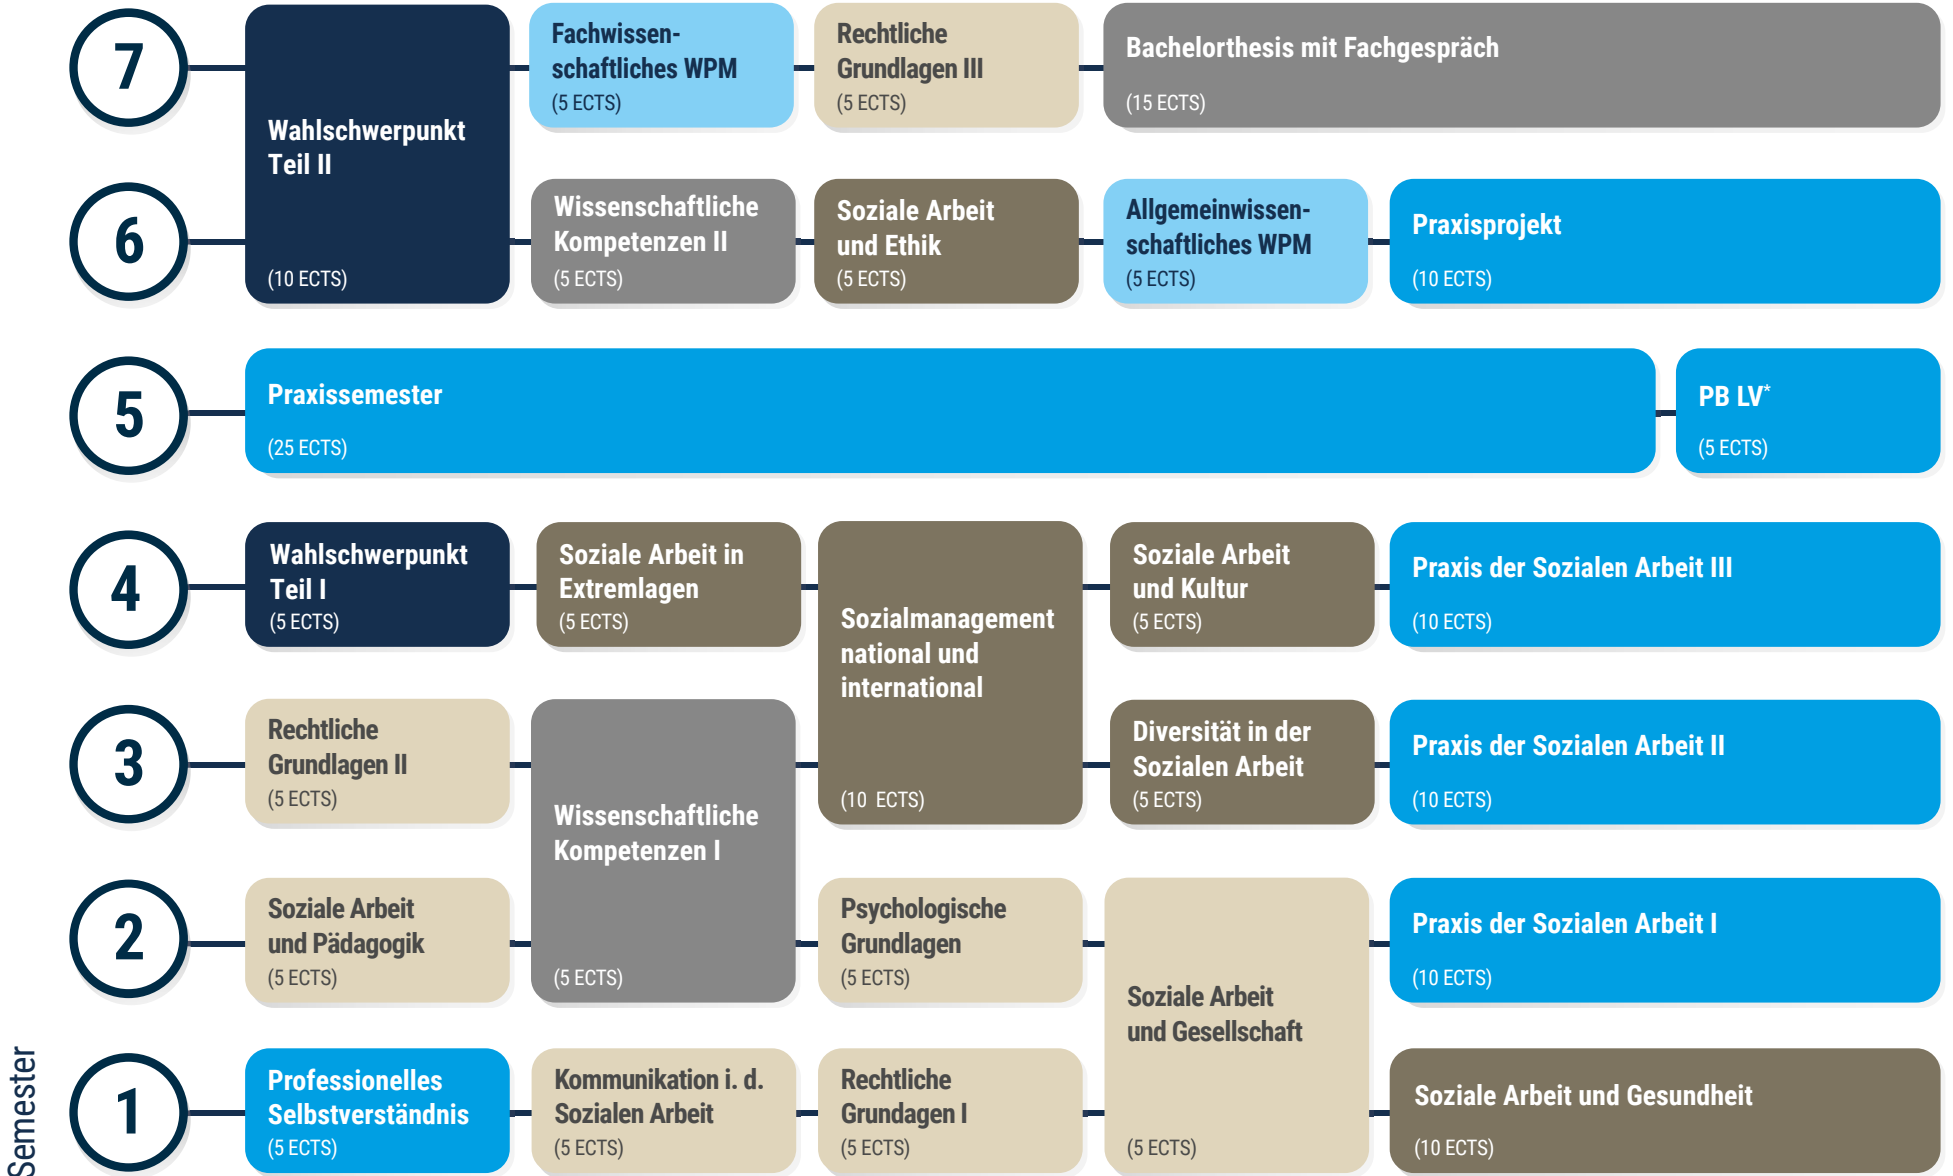 7
Wahlschwerpunkt
Teil II
(10 ECTS)
Fachwissen-
schaftliches WPM
(5 ECTS)
Rechtliche
Grundlagen III
(5 ECTS)
Bachelorthesis mit Fachgespräch
(15 ECTS)
6
Wissenschaftliche
Kompetenzen II
(5 ECTS)
Soziale Arbeit
und Ethik
(5 ECTS)
Allgemeinwissen-
schaftliches WPM
(5 ECTS)
Praxisprojekt
(10 ECTS)
5
Praxissemester
(25 ECTS)
PB LV*
(5 ECTS)
4
Wahlschwerpunkt
Teil I
(5 ECTS)
Soziale Arbeit in
Extremlagen
(5 ECTS)
Sozialmanagement
national und
international
(10 ECTS)
Soziale Arbeit
und Kultur
(5 ECTS)
Praxis der Sozialen Arbeit III
(10 ECTS)
3
Rechtliche
Grundlagen II
(5 ECTS)
Wissenschaftliche
Kompetenzen I
(5 ECTS)
Diversität in der
Sozialen Arbeit
(5 ECTS)
Praxis der Sozialen Arbeit II
(10 ECTS)
2
Soziale Arbeit
und Pädagogik
(5 ECTS)
Psychologische
Grundlagen
(5 ECTS)
Soziale Arbeit
und Gesellschaft
(5 ECTS)
Praxis der Sozialen Arbeit I
(10 ECTS)
Semester
1
Professionelles
Selbstverständnis
(5 ECTS)
Kommunikation i. d.
Sozialen Arbeit
(5 ECTS)
Rechtliche
Grundagen I
(5 ECTS)
Soziale Arbeit und Gesundheit
(10 ECTS)